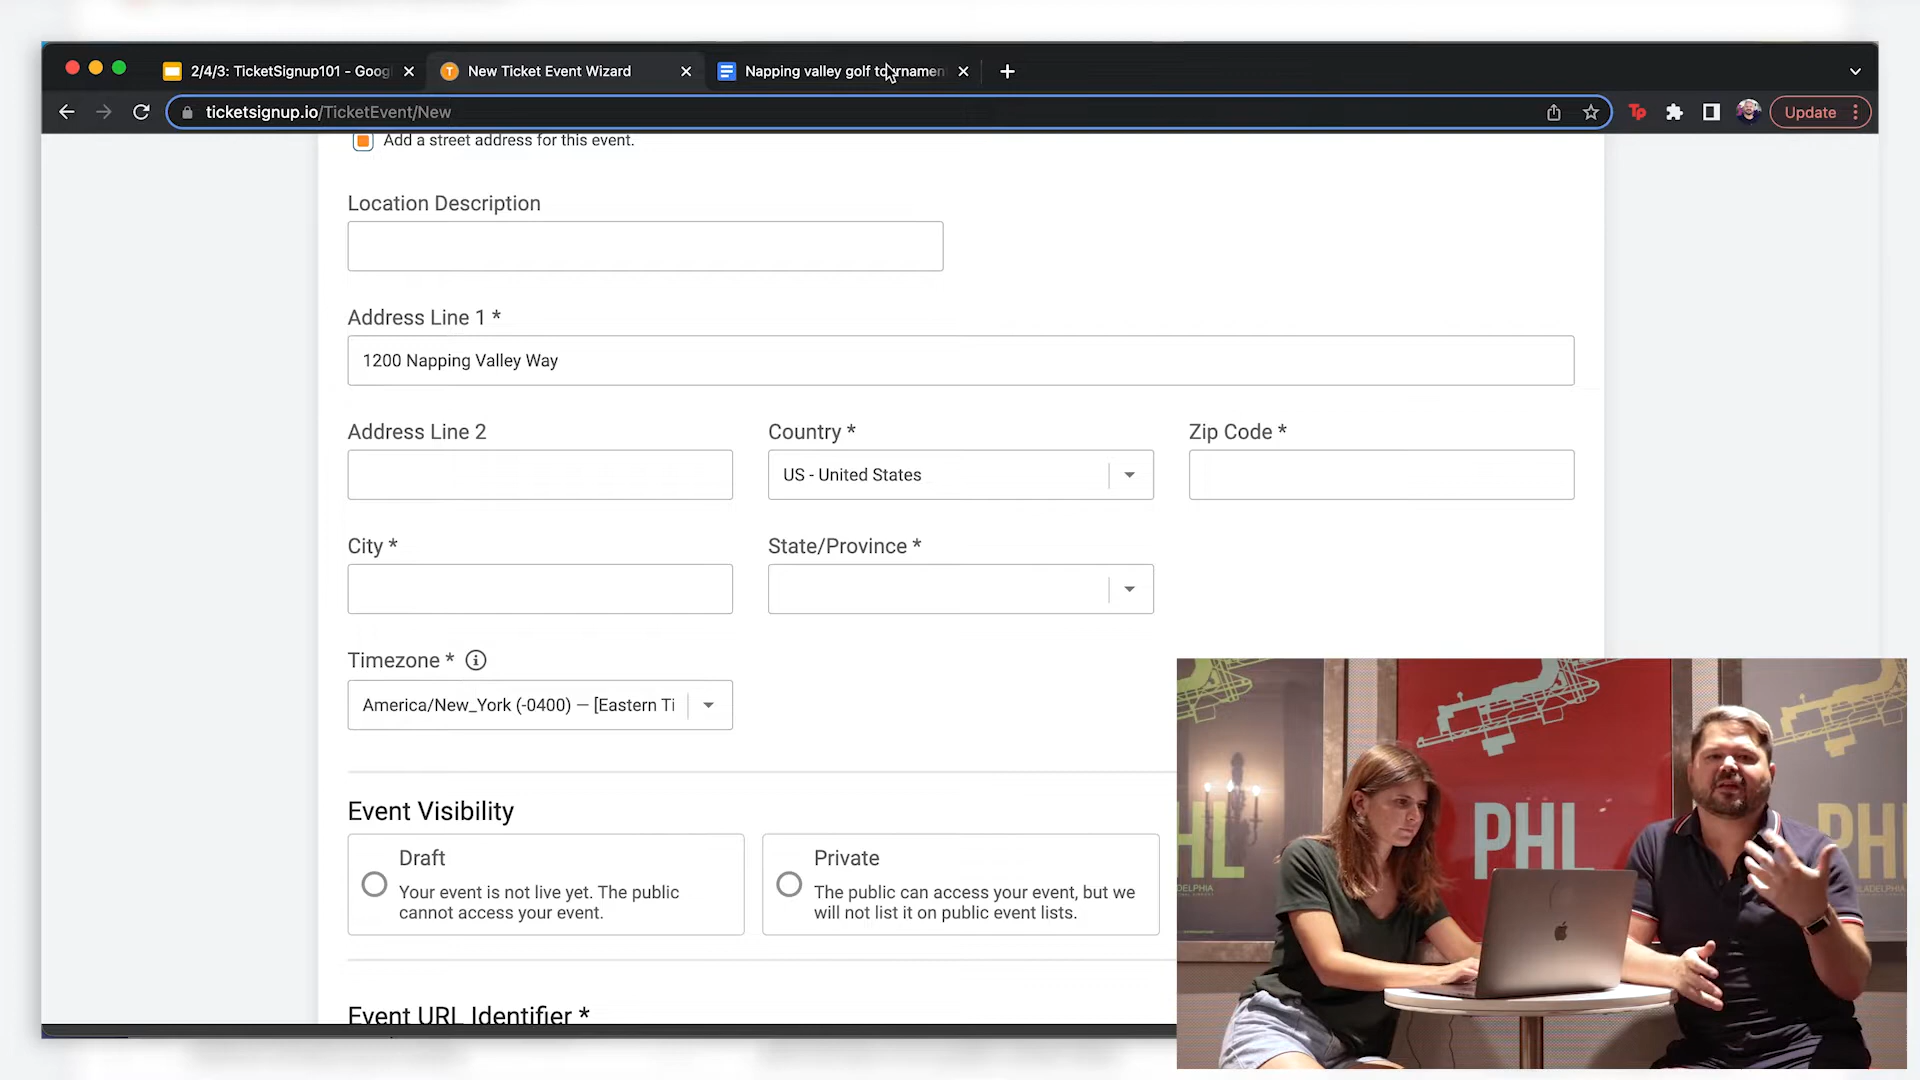 2/4/3: TicketSignup101 - Googl
New Ticket Event Wizard
Napping valley golf tournamen
ticketsignup.io/TicketEvent/New
Tp
Update
Add a street address for this event.
Location Description
Address Line 1 *
1200 Napping Valley Way
Address Line 2
Country *
Zip Code *
US - United States
City *
State/Province *
Timezone *
America/New_York (-0400) — [Eastern Ti
Event Visibility
Draft
Your event is not live yet. The public
cannot access your event.
Private
The public can access your event, but we
will not list it on public event lists.
Event URL Identifier *
HL
PHL
PHL